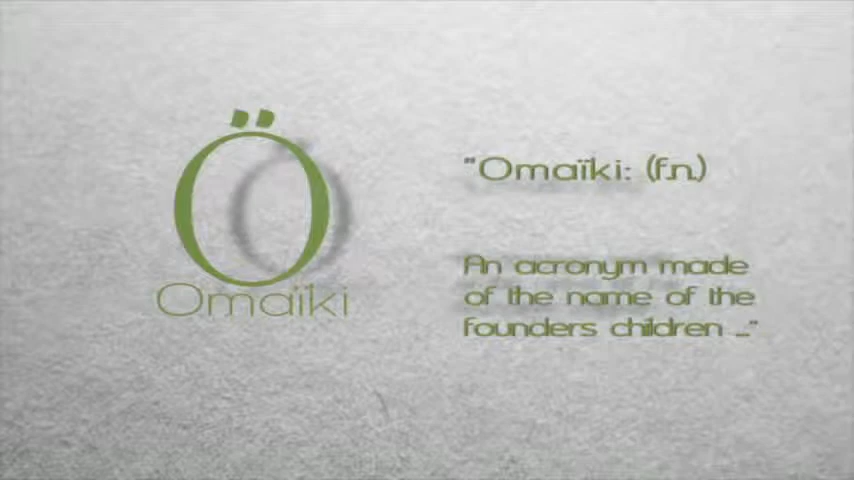 Ö
Omaïki
"Omaïki: (f.n.)
An acronym made
of the name of the
founders children ..."